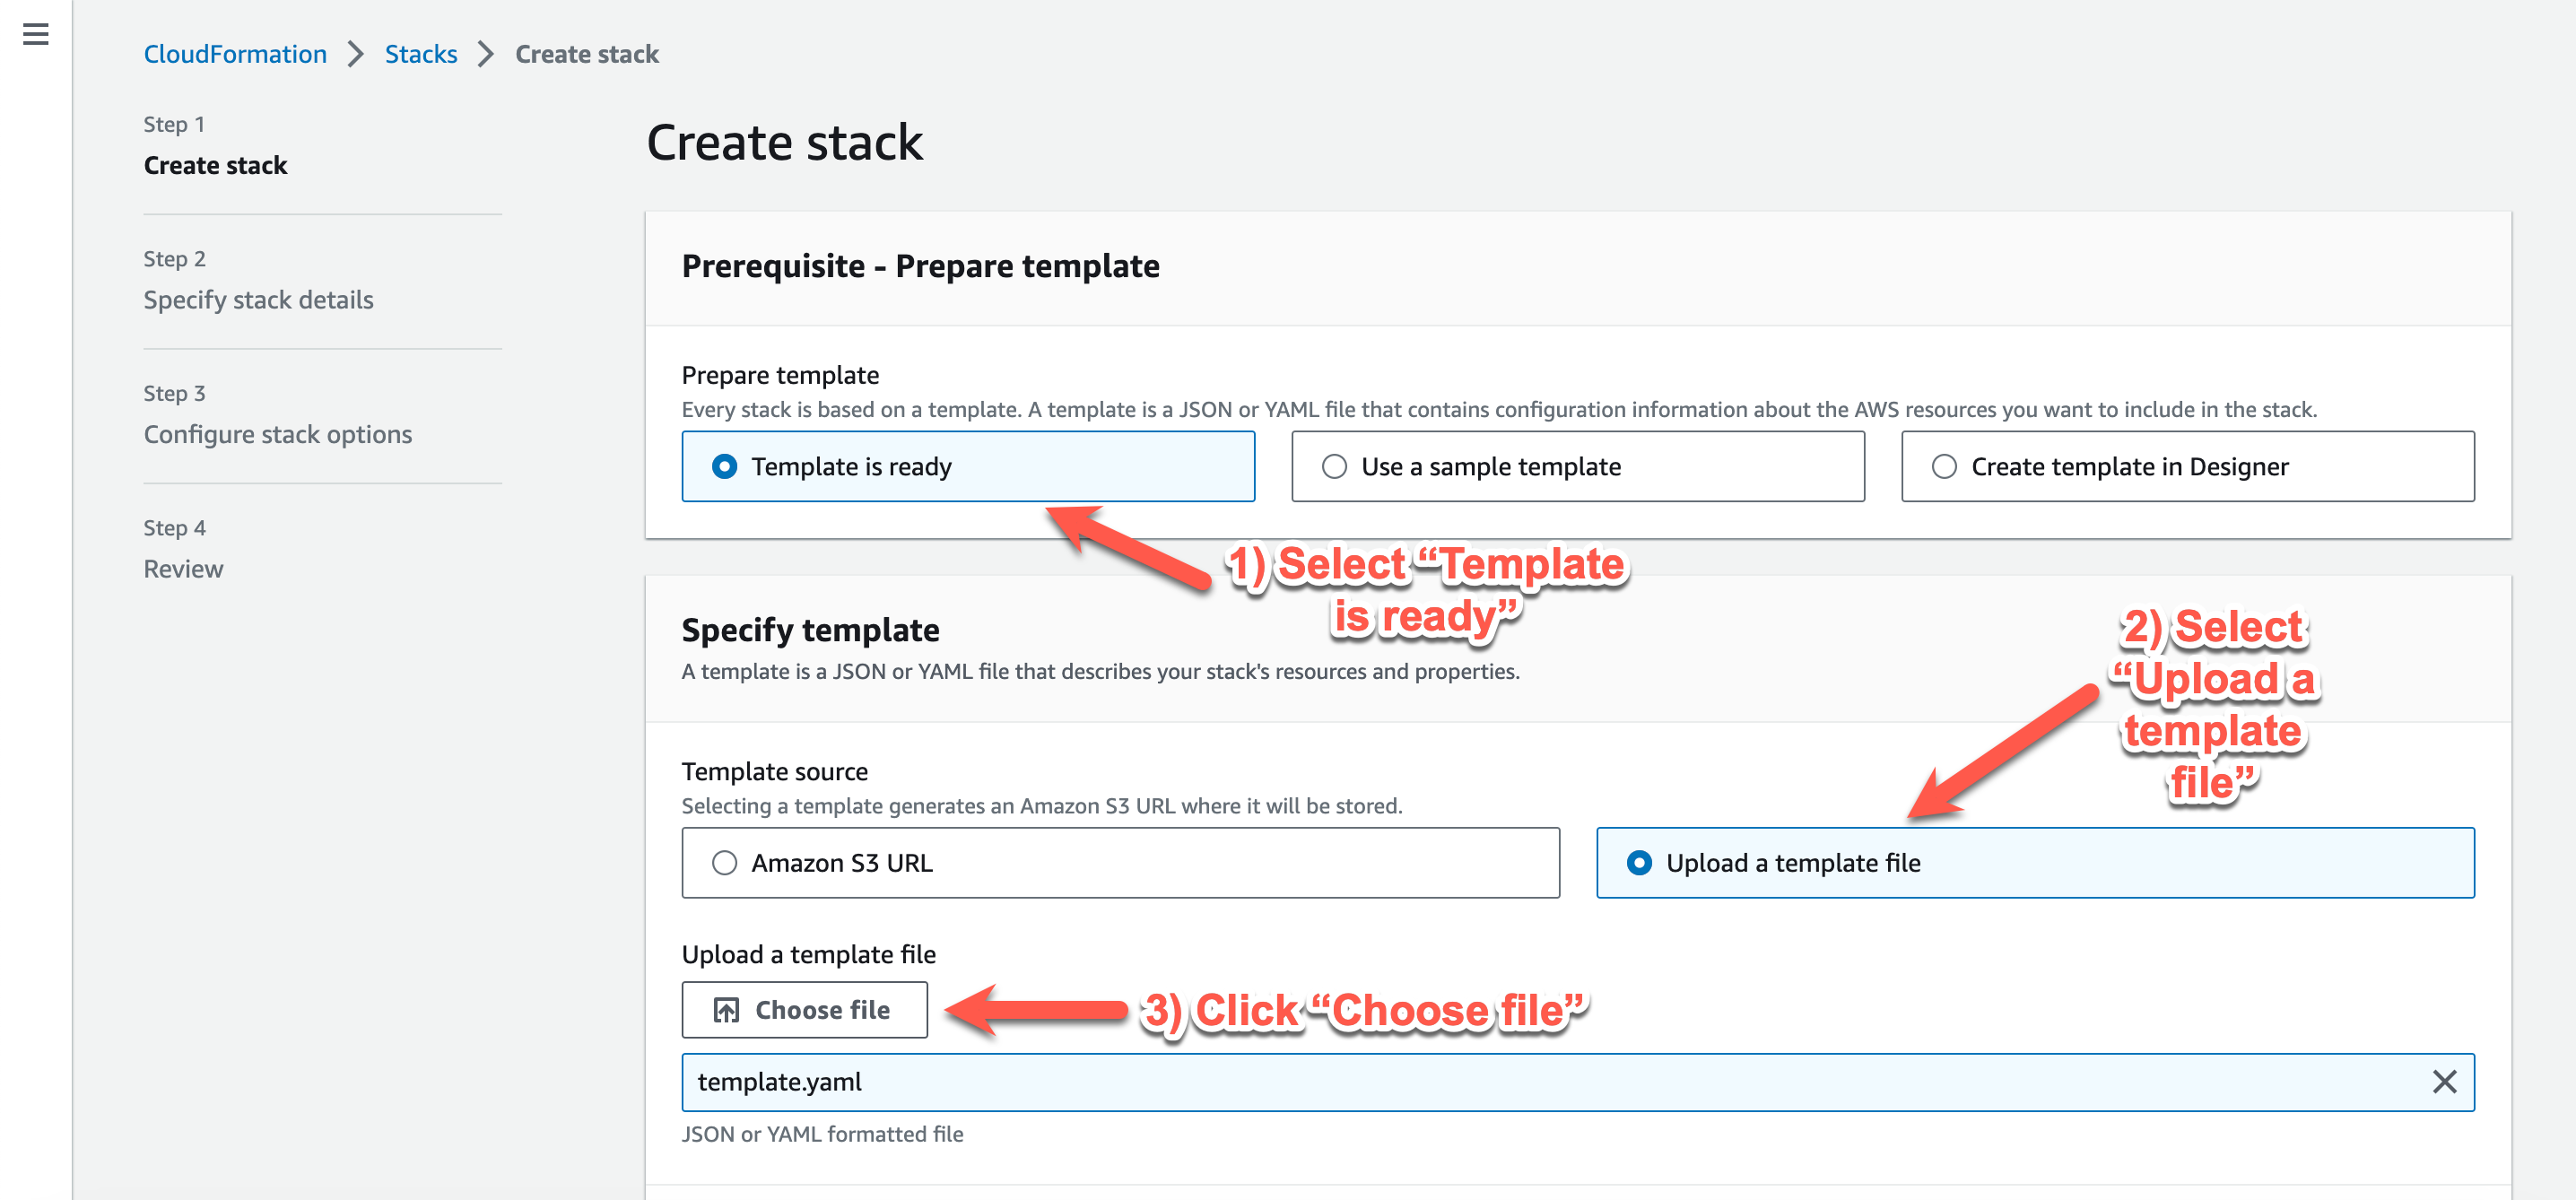 CloudFormation > Stacks > Create stack
Step 1
Create stack
Step 2
Specify stack details
Step 3
Configure stack options
Step 4
Review
Create stack
Prerequisite - Prepare template
Prepare template
Every stack is based on a template. A template is a JSON or YAML file that contains configuration information about the AWS resources you want to include in the stack.
Template is ready
Use a sample template
Create template in Designer
1) Select “Template
is ready”
Specify template
A template is a JSON or YAML file that describes your stack's resources and properties.
2) Select
“Upload a
template
file”
Template source
Selecting a template generates an Amazon S3 URL where it will be stored.
Amazon S3 URL
Upload a template file
Upload a template file
Choose file
3) Click “Choose file”
template.yaml
JSON or YAML formatted file